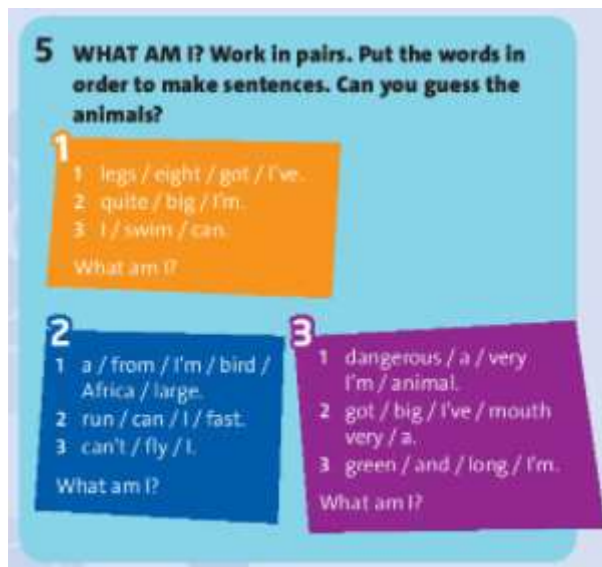 5 WHAT AM I? Work in pairs. Put the words in
order to make sentences. Can you guess the
animals?
1
1 legs / eight / got / I've.
2 quite / big / I'm.
3 I / swim / can.
What am I?
2
1 a / from / I'm / bird /
Africa / large.
2 run / can / I / fast.
3 can't / fly / I.
What am I?
3
1 dangerous / a / very
I'm / animal.
2 got / big / I've / mouth
very / a.
3 green / and / long / I'm.
What am I?